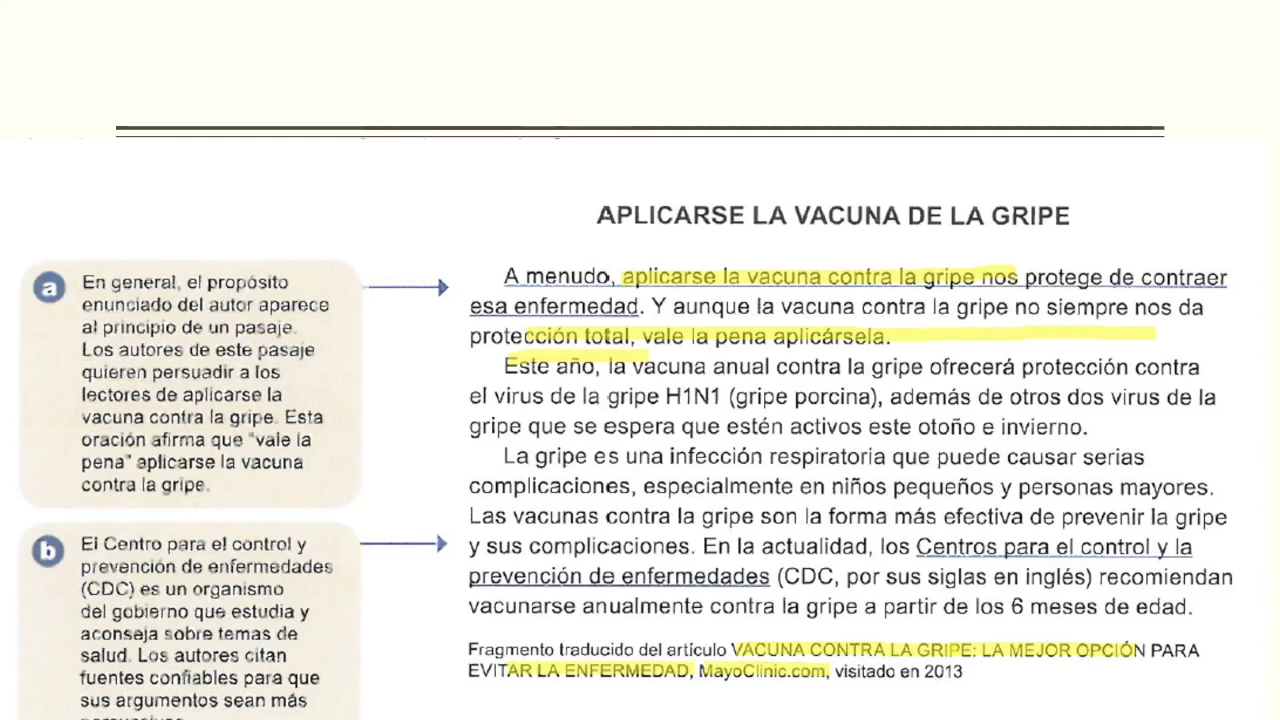 APLICARSE LA VACUNA DE LA GRIPE
a
En general, el propósito
enunciado del autor aparece
al principio de un pasaje.
Los autores de este pasaje
quieren persuadir a los
lectores de aplicarse la
vacuna contra la gripe. Esta
oración afirma que "vale la
pena" aplicarse la vacuna
contra la gripe.
b
El Centro para el control y
prevención de enfermedades
(CDC) es un organismo
del gobierno que estudia y
aconseja sobre temas de
salud. Los autores citan
fuentes confiables para que
sus argumentos sean más
A menudo, aplicarse la vacuna contra la gripe nos protege de contraer
esa enfermedad. Y aunque la vacuna contra la gripe no siempre nos da
protección total, vale la pena aplicársela.
Este año, la vacuna anual contra la gripe ofrecerá protección contra
el virus de la gripe H1N1 (gripe porcina), además de otros dos virus de la
gripe que se espera que estén activos este otoño e invierno.
La gripe es una infección respiratoria que puede causar serias
complicaciones, especialmente en niños pequeños y personas mayores.
Las vacunas contra la gripe son la forma más efectiva de prevenir la gripe
y sus complicaciones. En la actualidad, los Centros para el control y la
prevención de enfermedades (CDC, por sus siglas en inglés) recomiendan
vacunarse anualmente contra la gripe a partir de los 6 meses de edad.
Fragmento traducido del artículo VACUNA CONTRA LA GRIPE: LA MEJOR OPCIÓN PARA
EVITAR LA ENFERMEDAD, MayoClinic.com, visitado en 2013